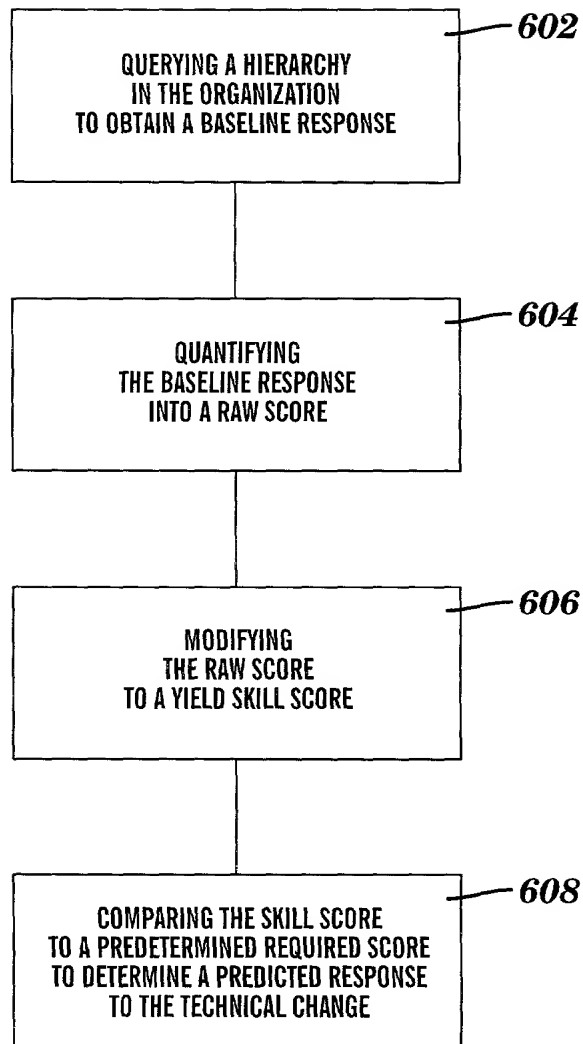 602
QUERYING A HIERARCHY
IN THE ORGANIZATION
TO OBTAIN A BASELINE RESPONSE
604
QUANTIFYING
THE BASELINE RESPONSE
INTO A RAW SCORE
606
MODIFYING
THE RAW SCORE
TO A YIELD SKILL SCORE
608
COMPARING THE SKILL SCORE
TO A PREDETERMINED REQUIRED SCORE
TO DETERMINE A PREDICTED RESPONSE
TO THE TECHNICAL CHANGE